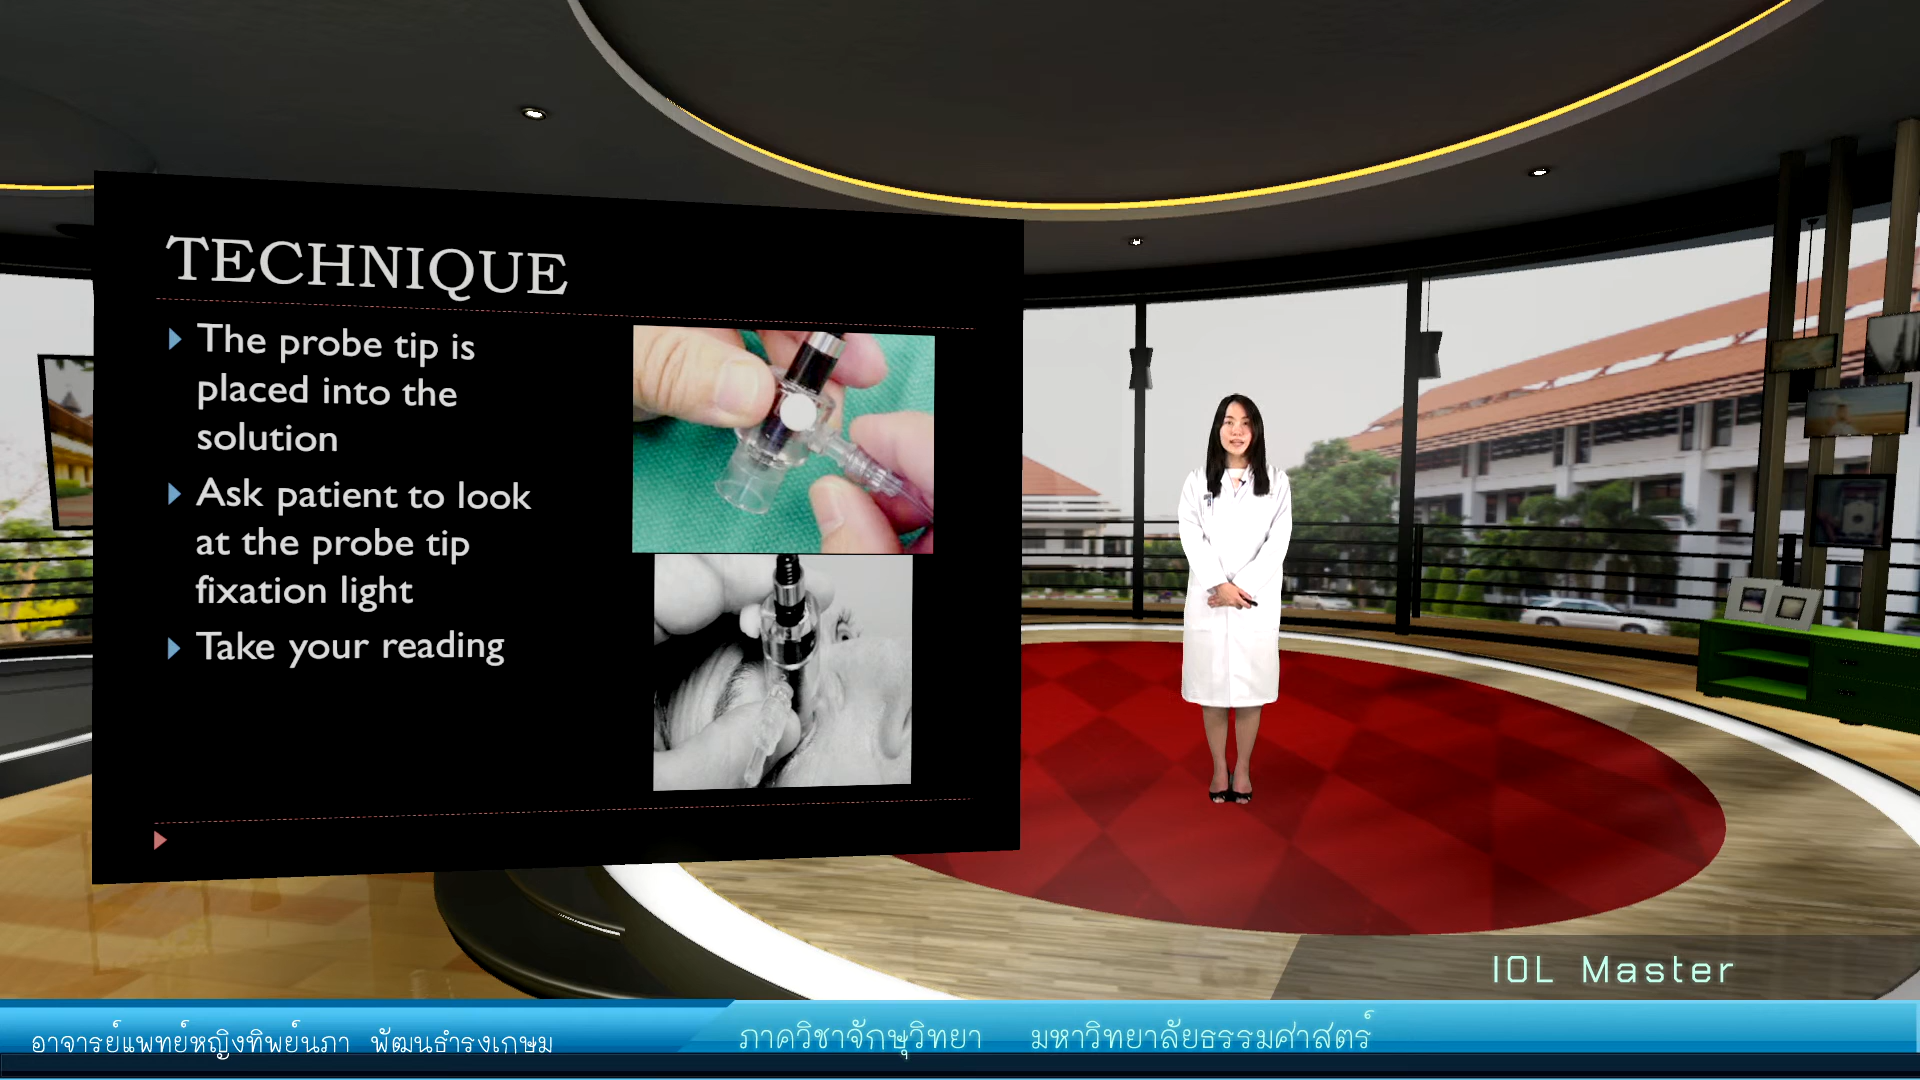 TECHNIQUE
The probe tip is
placed into the
solution
Ask patient to look
at the probe tip
fixation light
Take your reading
IOL Master
อาจารย์แพทย์หญิงทิพย์นภา พัฒนธำรงเกษม
ภาควิชาจักษุวิทยา มหาวิทยาลัยธรรมศาสตร์